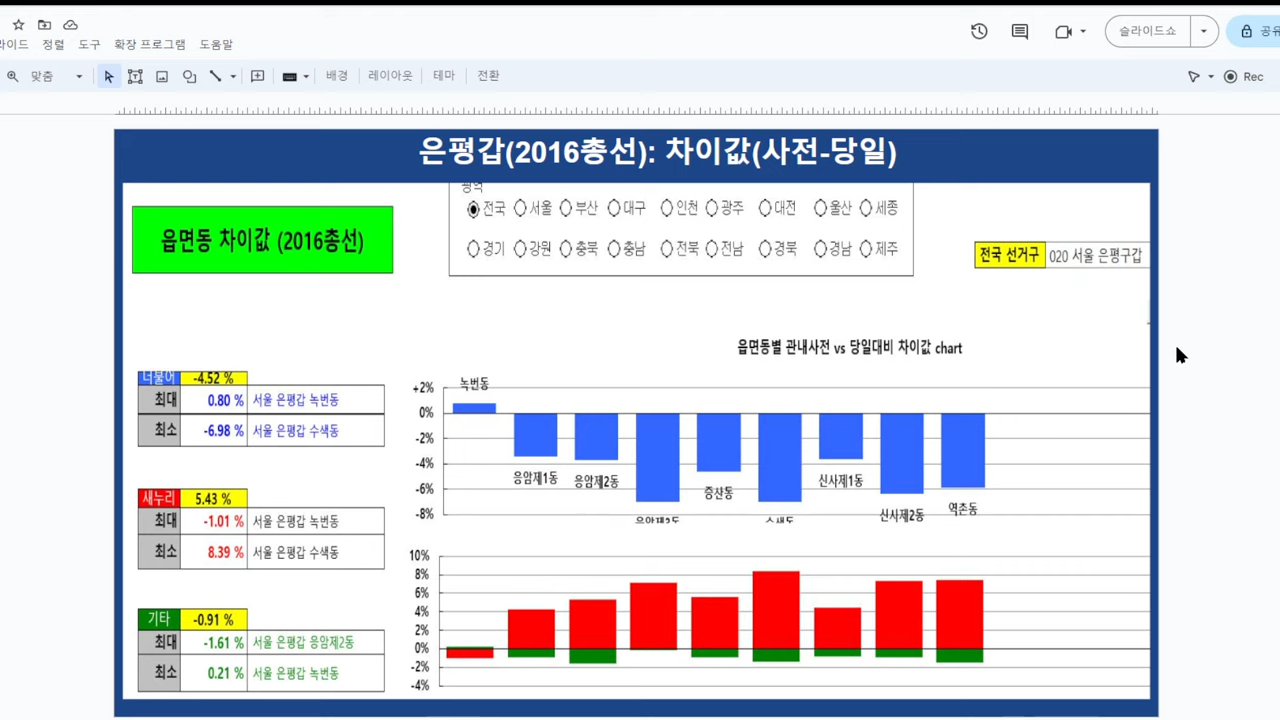 라이드 정렬 도구 확장 프로그램 도움말
슬라이드쇼
공유
맞춤
배경 레이아웃 테마 전환
Rec
은평갑(2016총선): 차이값(사전-당일)
읍면동 차이값 (2016총선)
광역
전국 서울 부산 대구 인천 광주 대전 울산 세종
경기 강원 충북 충남 전북 전남 경북 경남 제주
전국 선거구 020 서울 은평구갑
더불어 -4.52 %
최대 0.80 % 서울 은평갑 녹번동
최소 -6.98 % 서울 은평갑 수색동
새누리 5.43 %
최대 -1.01 % 서울 은평갑 녹번동
최소 8.39 % 서울 은평갑 수색동
기타 -0.91 %
최대 -1.61 % 서울 은평갑 응암제2동
최소 0.21 % 서울 은평갑 녹번동
읍면동별 관내사전 vs 당일대비 차이값 chart
+2%
0%
-2%
-4%
-6%
-8%
녹번동
응암제1동
응암제2동
응암제3동
증산동
수색동
신사제1동
신사제2동
역촌동
10%
8%
6%
4%
2%
0%
-2%
-4%